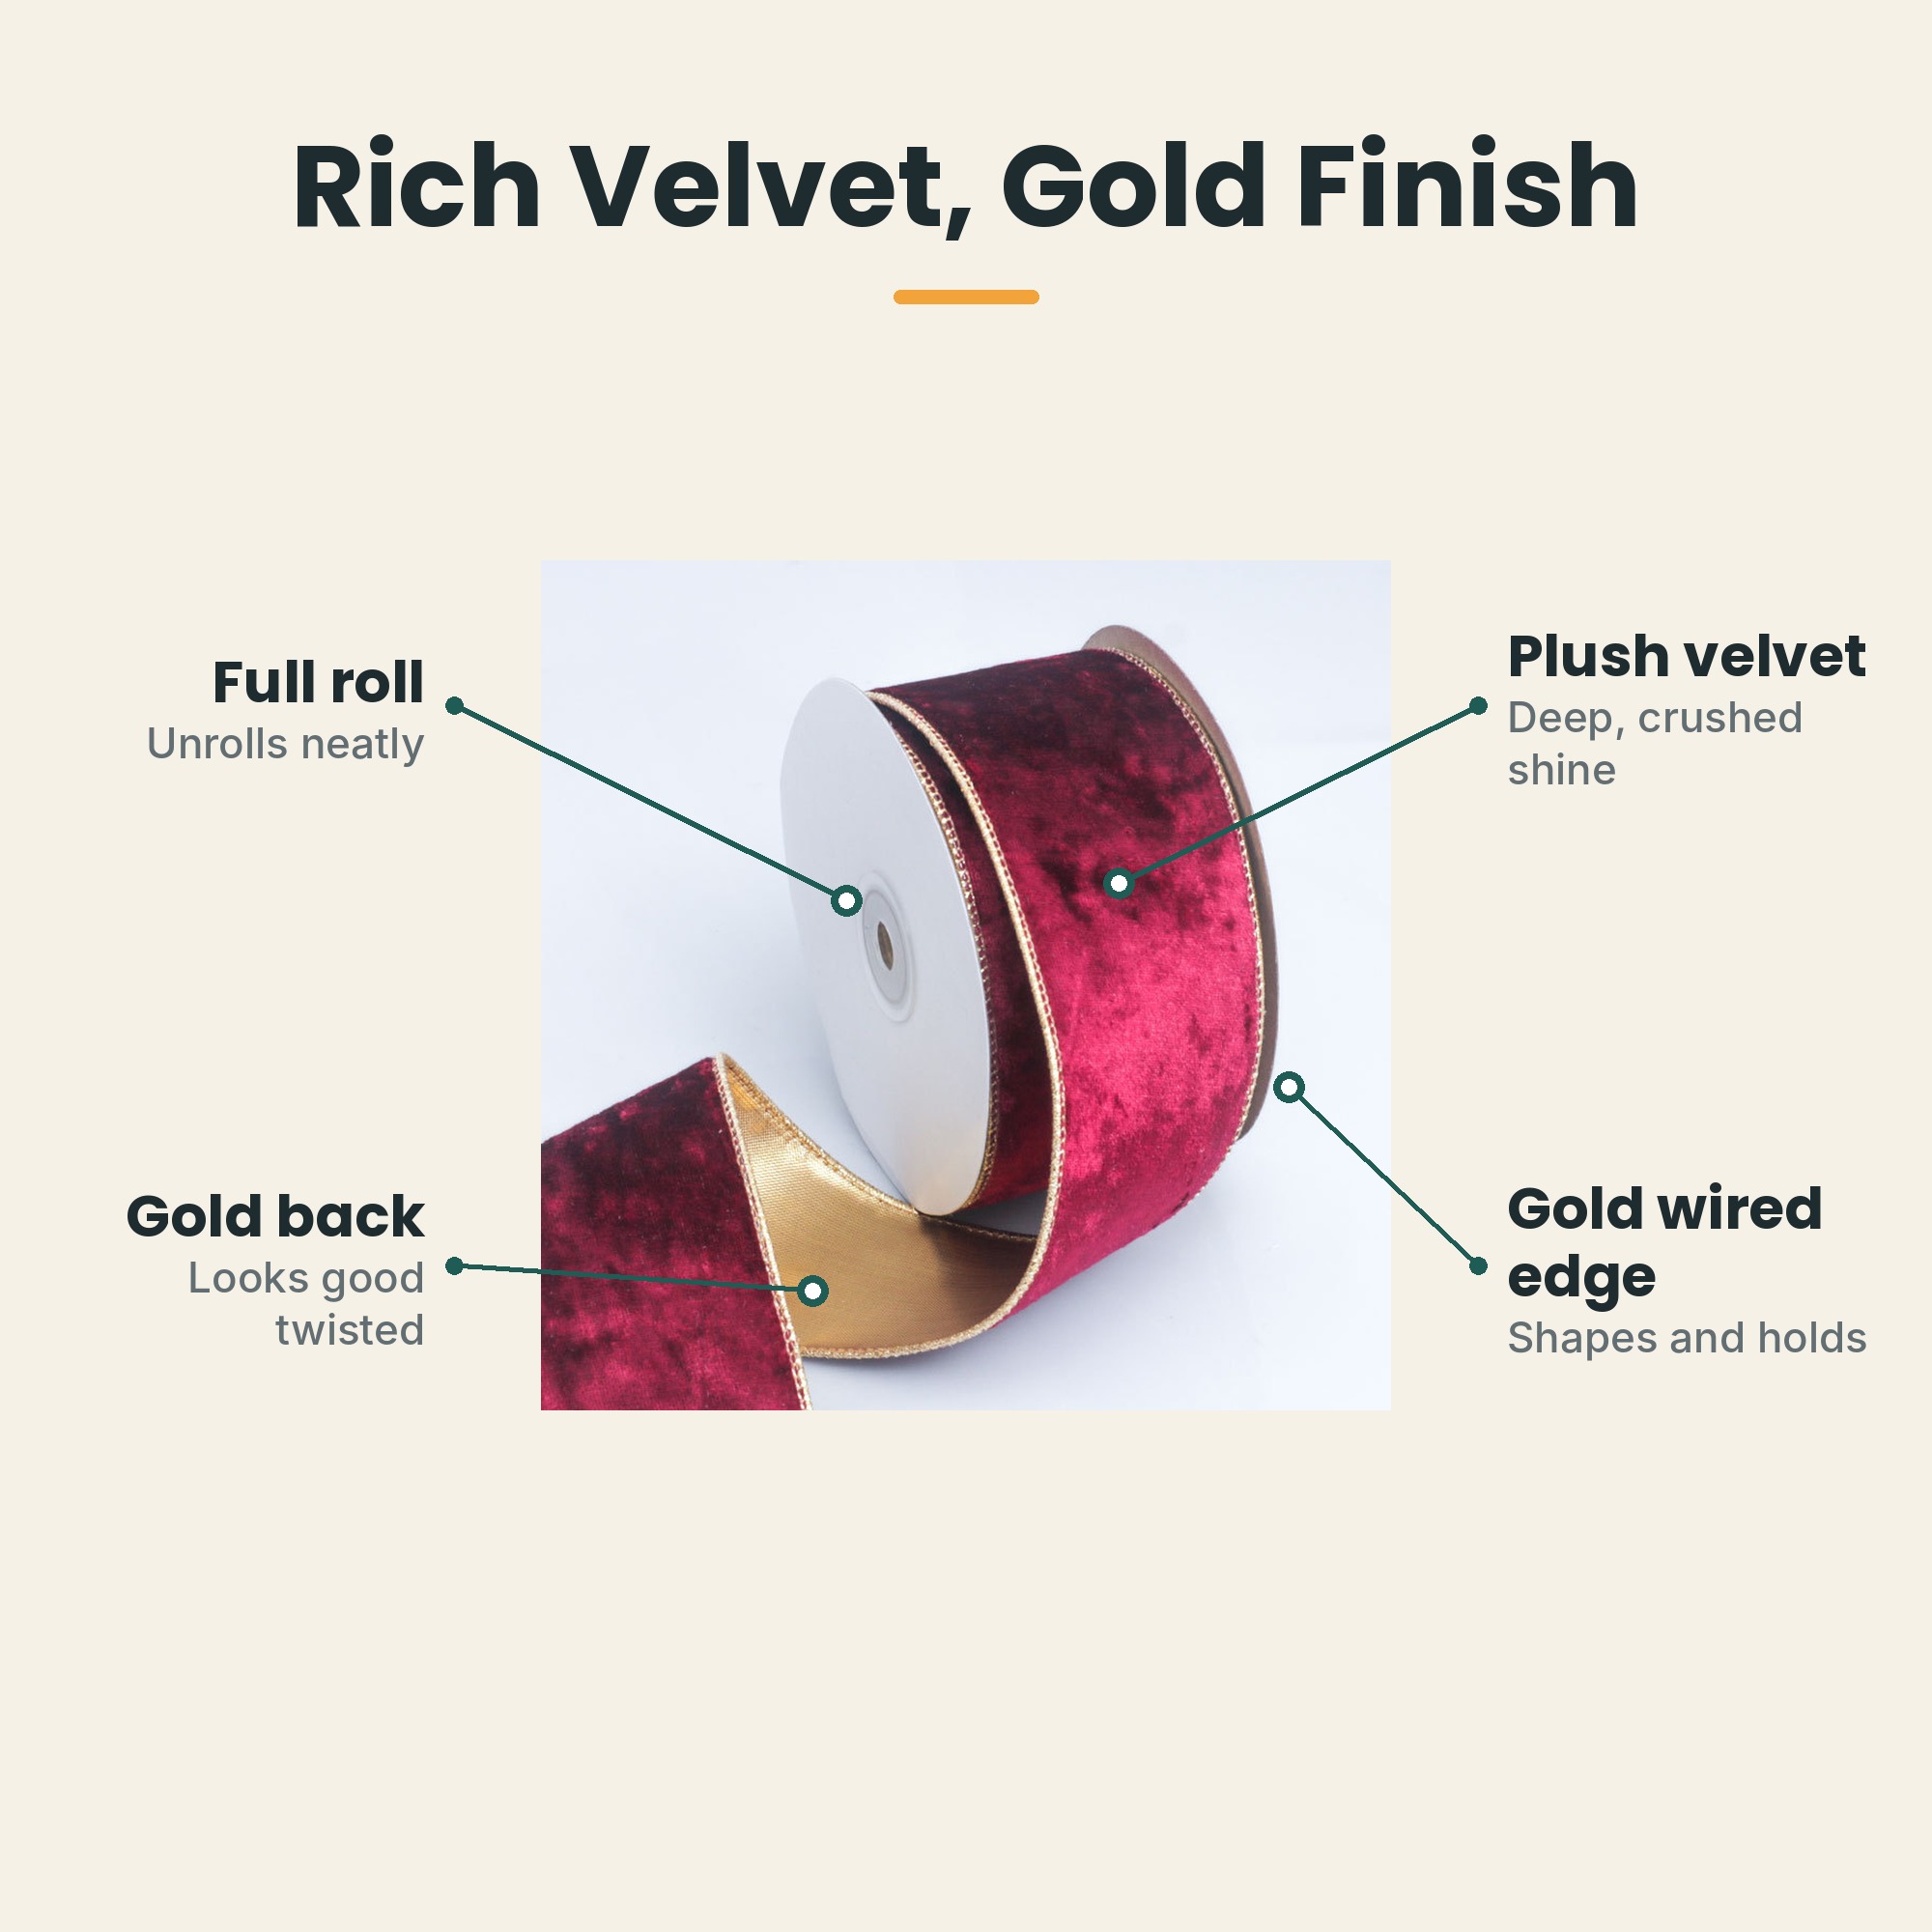 Rich Velvet, Gold Finish
Full roll
Unrolls neatly
Plush velvet
Deep, crushed
shine
Gold back
Looks good
twisted
Gold wired
edge
Shapes and holds